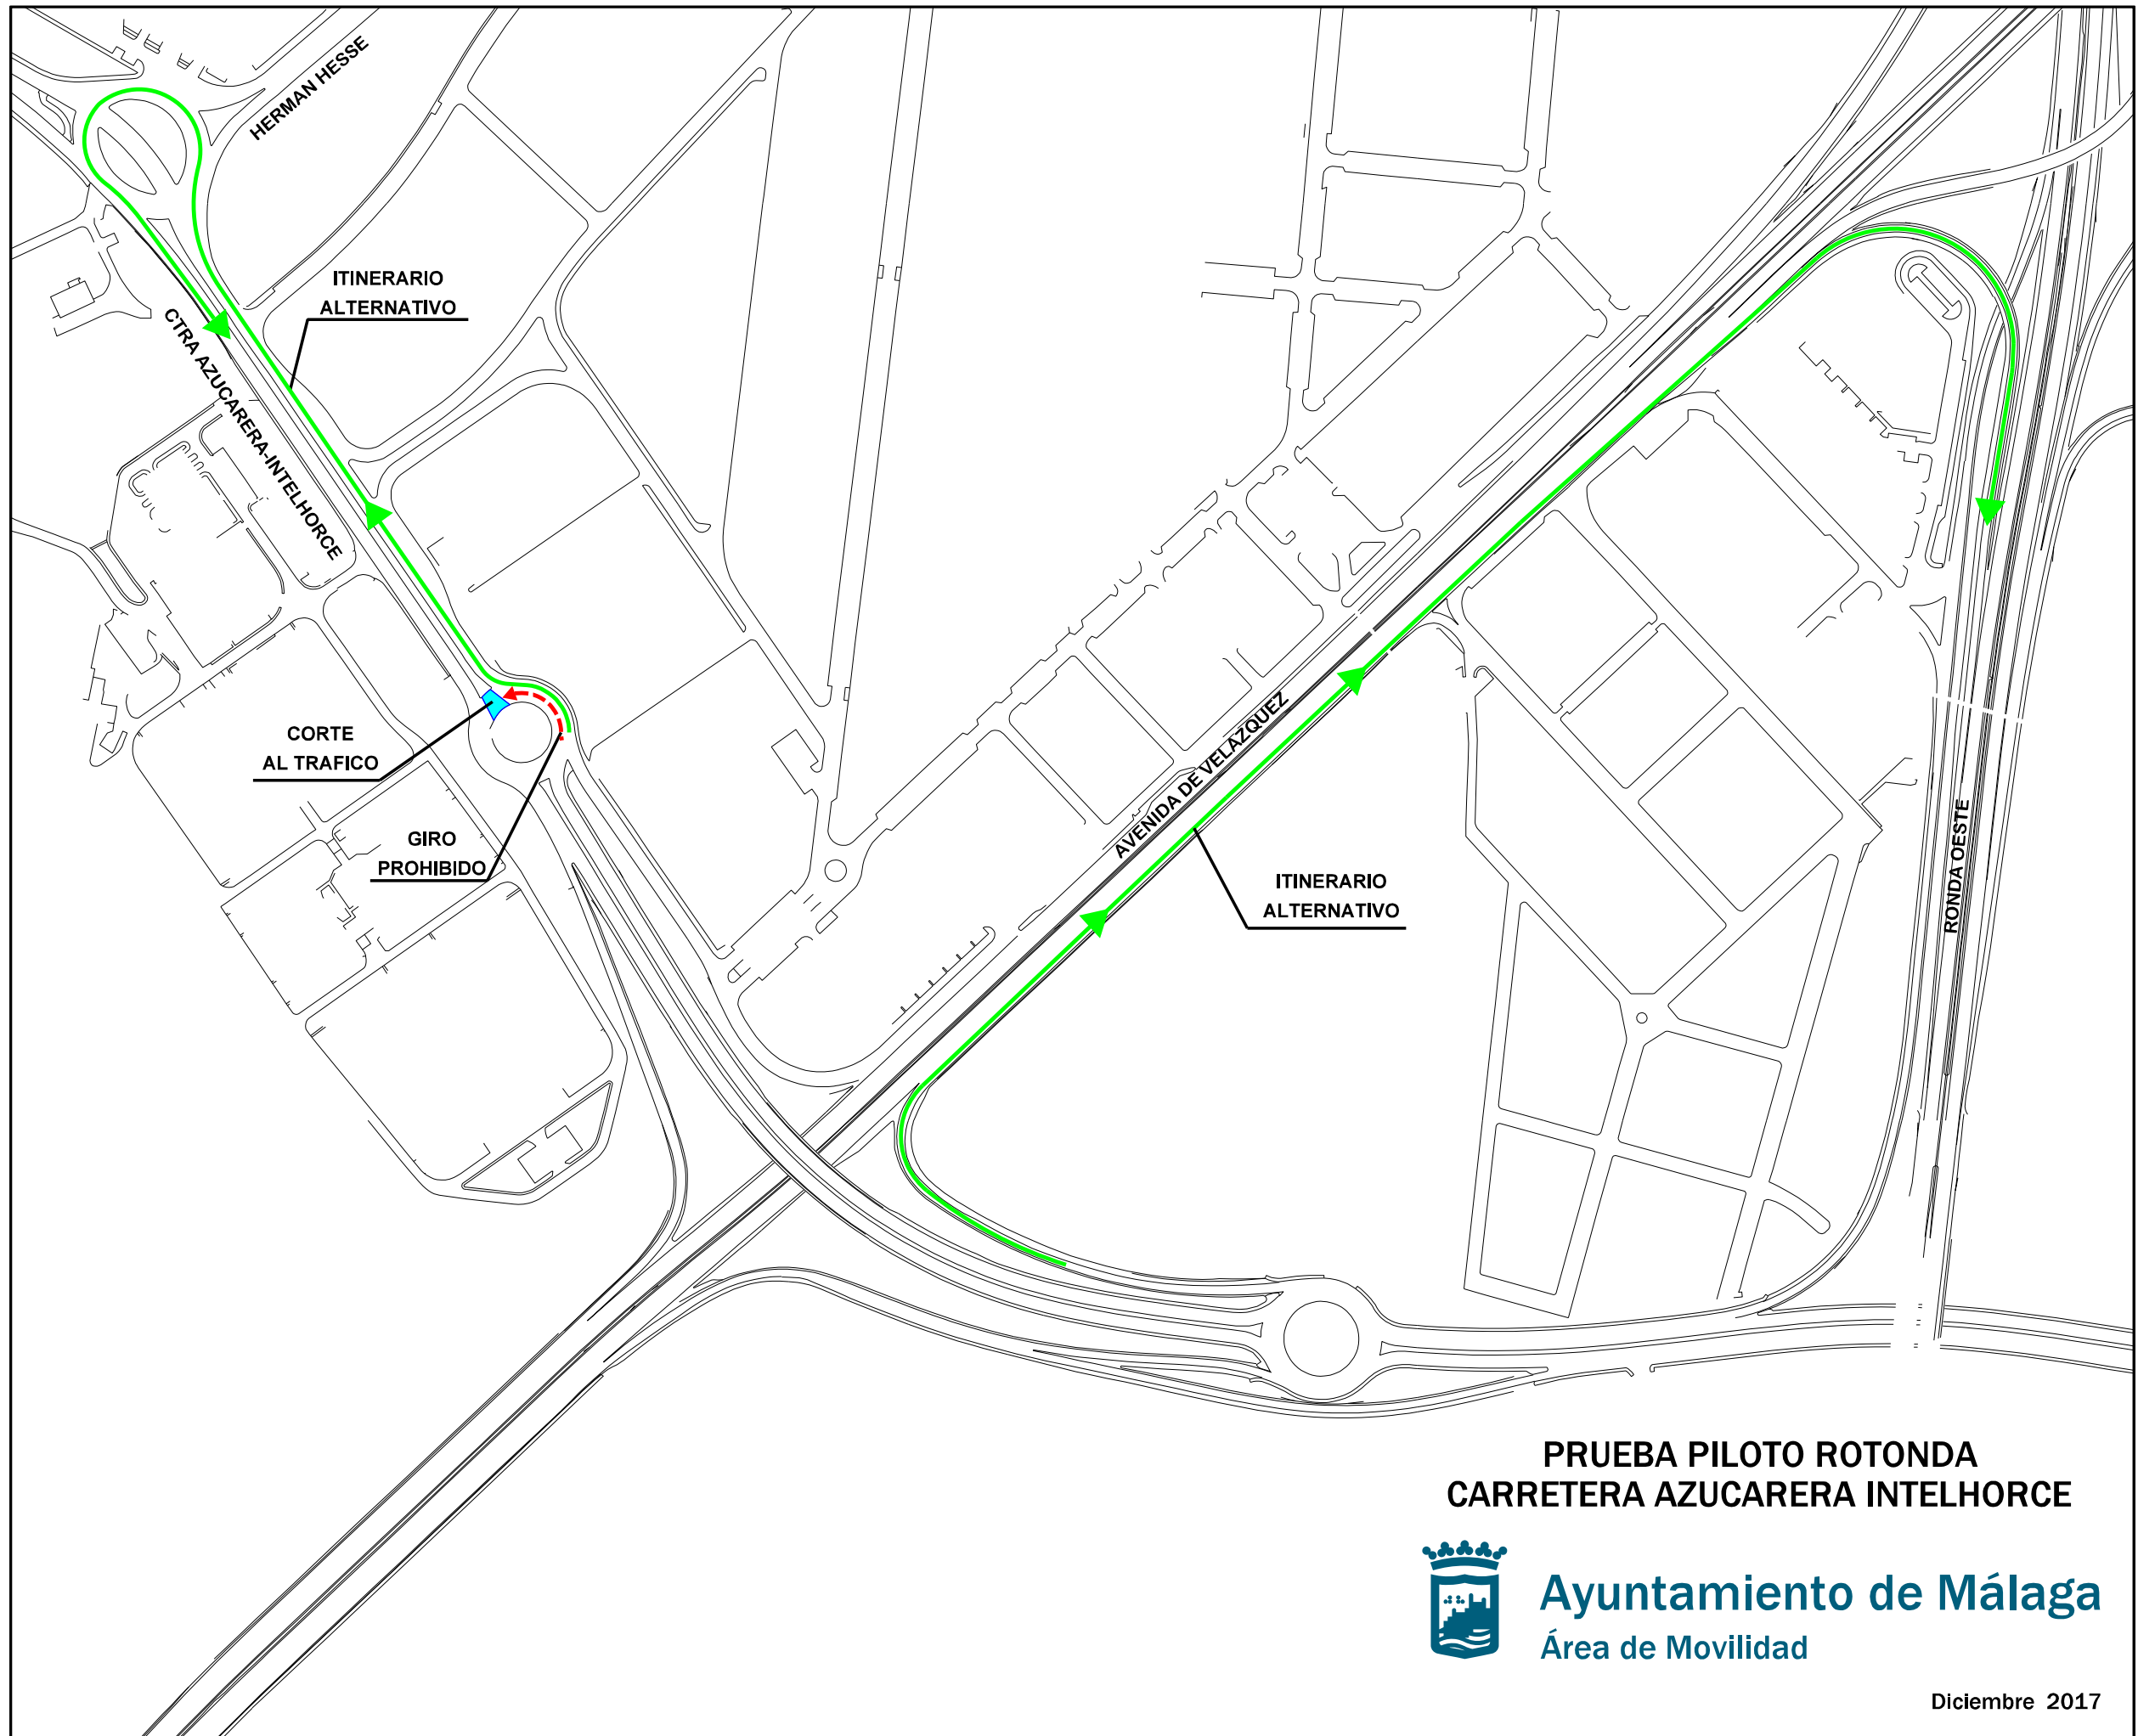 HERMAN HESSE
ITINERARIO
ALTERNATIVO
CTRA AZUCARERA-INTELHORCE
CORTE
AL TRAFICO
GIRO
PROHIBIDO
AVENIDA DE VELAZQUEZ
ITINERARIO
ALTERNATIVO
RONDA OESTE
PRUEBA PILOTO ROTONDA
CARRETERA AZUCARERA INTELHORCE
Ayuntamiento de Málaga
Área de Movilidad
Diciembre 2017